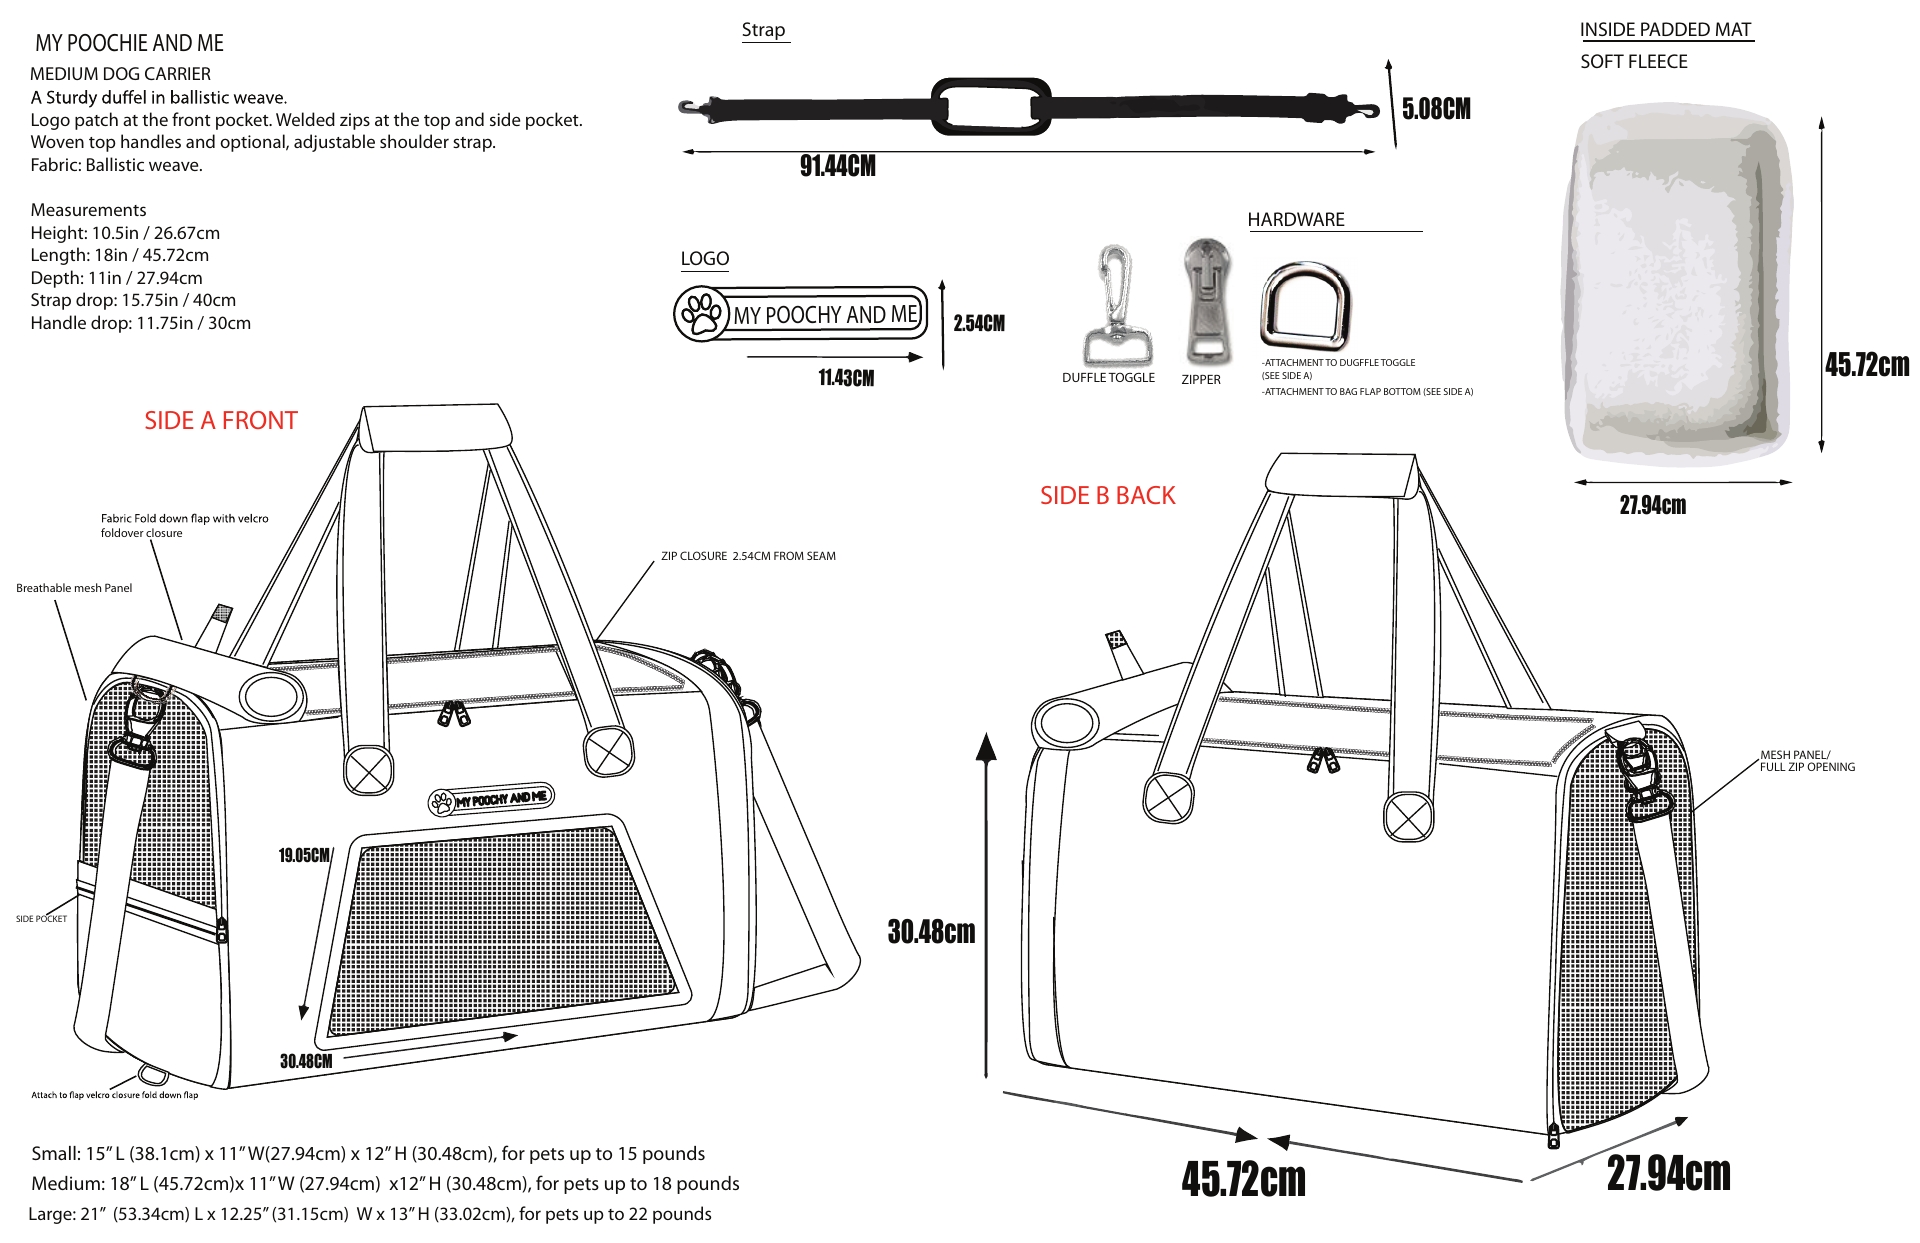 MY POOCHIE AND ME
MEDIUM DOG CARRIER
A Sturdy duffel in ballistic weave.
Logo patch at the front pocket. Welded zips at the top and side pocket.
Woven top handles and optional, adjustable shoulder strap.
Fabric: Ballistic weave.
Measurements
Height: 10.5in / 26.67cm
Length: 18in / 45.72cm
Depth: 11in / 27.94cm
Strap drop: 15.75in / 40cm
Handle drop: 11.75in / 30cm
Strap
5.08CM
91.44CM
LOGO
MY POOCHY AND ME
2.54CM
11.43CM
HARDWARE
DUFFLE TOGGLE
ZIPPER
-ATTACHMENT TO DUGFFLE TOGGLE
(SEE SIDE A)
-ATTACHMENT TO BAG FLAP BOTTOM (SEE SIDE A)
INSIDE PADDED MAT
SOFT FLEECE
45.72cm
27.94cm
SIDE A FRONT
Fabric Fold down flap with velcro
foldover closure
Breathable mesh Panel
ZIP CLOSURE 2.54CM FROM SEAM
MY POOCHY AND ME
19.05CM
30.48CM
SIDE POCKET
Attach to flap velcro closure fold down flap
SIDE B BACK
MESH PANEL/
FULL ZIP OPENING
30.48cm
45.72cm
27.94cm
Small: 15” L (38.1cm) x 11” W(27.94cm) x 12” H (30.48cm), for pets up to 15 pounds
Medium: 18” L (45.72cm)x 11” W (27.94cm) x12” H (30.48cm), for pets up to 18 pounds
Large: 21” (53.34cm) L x 12.25” (31.15cm) W x 13” H (33.02cm), for pets up to 22 pounds